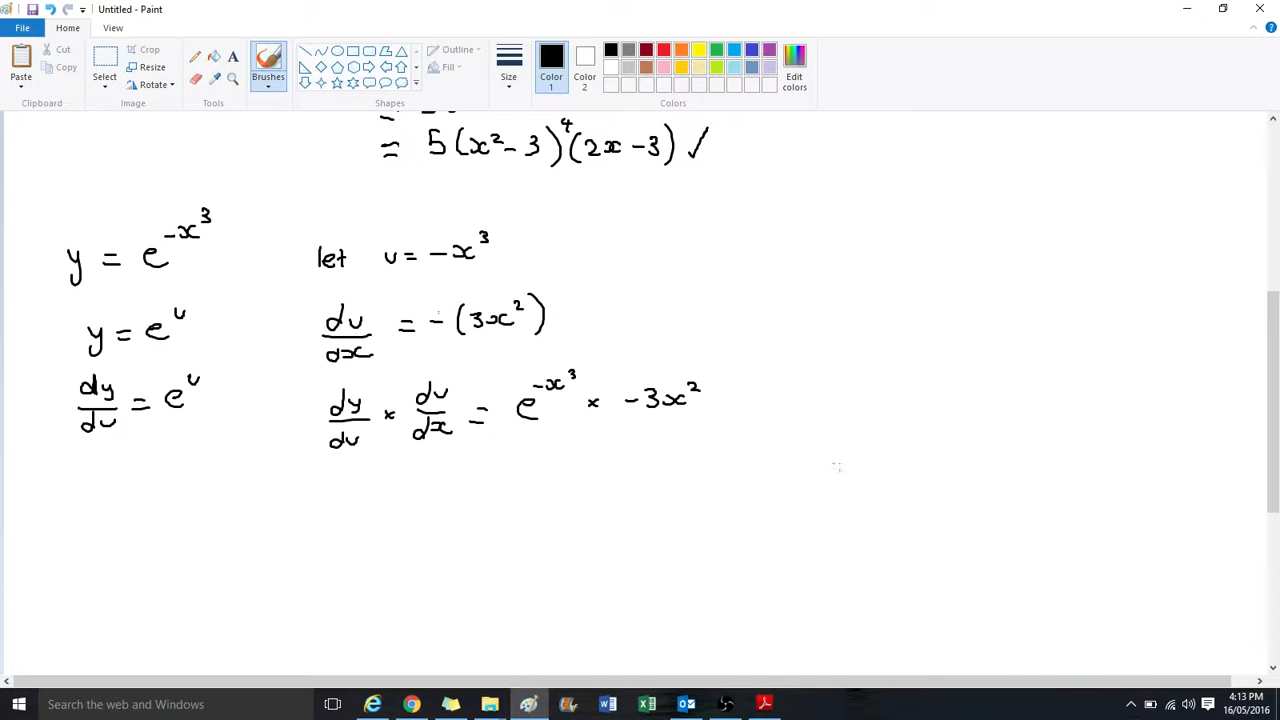 Untitled - Paint
File Home View
Paste Cut Copy
Select Crop Resize Rotate
Brushes
Outline Fill
Size
Color 1
Color 2
Edit colors
Clipboard Image Tools Shapes Colors
= 5(x² - 3)⁴(2x - 3) ✓
y = e^{-x³} let u = -x³
y = e^u du/dx = -(3x²)
dy/du = e^u dy/du × du/dx = e^{-x³} × -3x²
Search the web and Windows
4:13 PM
16/05/2016